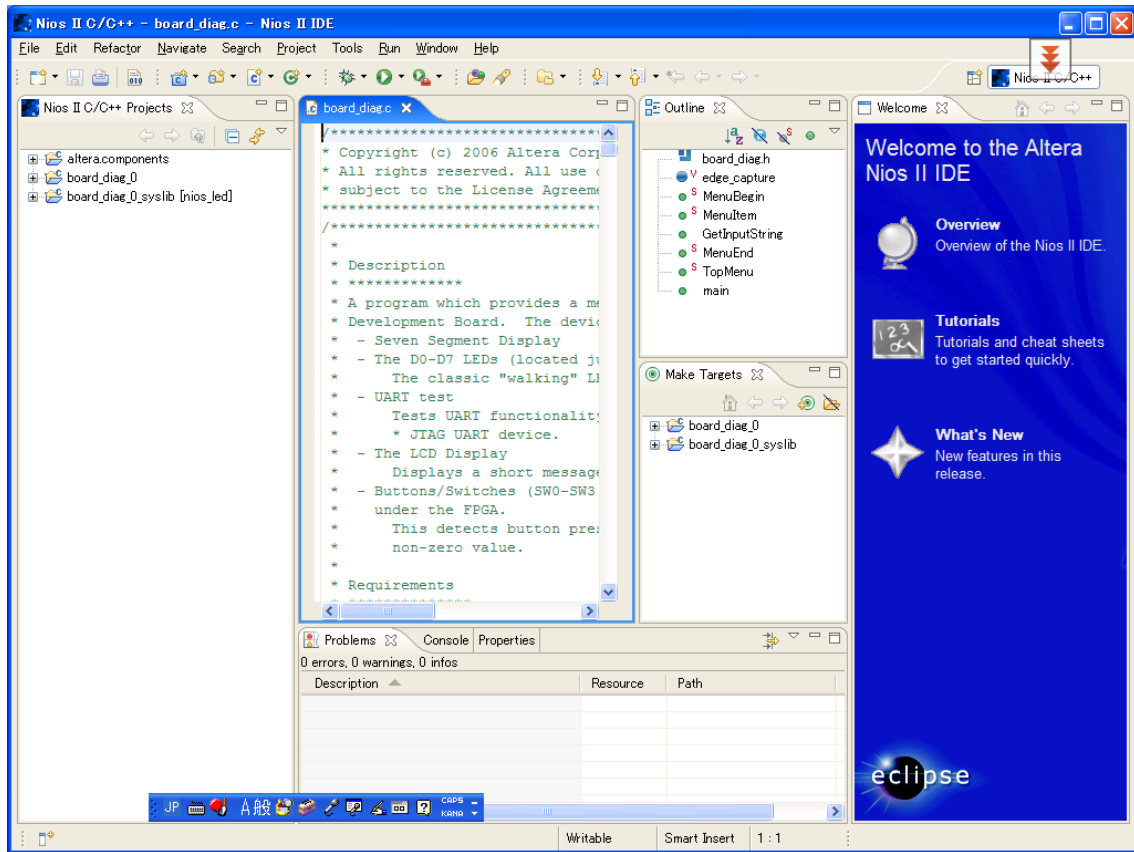 Nios II C/C++ - board_diag.c - Nios II IDE
File Edit Refactor Navigate Search Project Tools Run Window Help
Nios II C/C++
Nios II C/C++ Projects
altera.components
board_diag_0
board_diag_0_syslib [nios_led]
board_diag.c
/******************************
* Copyright (c) 2006 Altera Corp
* All rights reserved. All use
* subject to the License Agreeme
*******************************
/******************************
*
* Description
* *************
* A program which provides a me
* Development Board. The devic
* - Seven Segment Display
* - The D0-D7 LEDs (located ju
* The classic "walking" LE
* - UART test
* Tests UART functionality
* * JTAG UART device.
* - The LCD Display
* Displays a short message
* - Buttons/Switches (SW0-SW3
* under the FPGA.
* This detects button pres
* non-zero value.
*
* Requirements
* **************
Outline
board_diag.h
edge_capture
MenuBegin
MenuItem
GetInputString
MenuEnd
TopMenu
main
Make Targets
board_diag_0
board_diag_0_syslib
Welcome
Welcome to the Altera
Nios II IDE
Overview
Overview of the Nios II IDE.
Tutorials
Tutorials and cheat sheets
to get started quickly.
What's New
New features in this
release.
eclipse
Problems Console Properties
0 errors, 0 warnings, 0 infos
Description Resource Path
JP A 般 CAPS
KANA
Writable Smart Insert 1 : 1